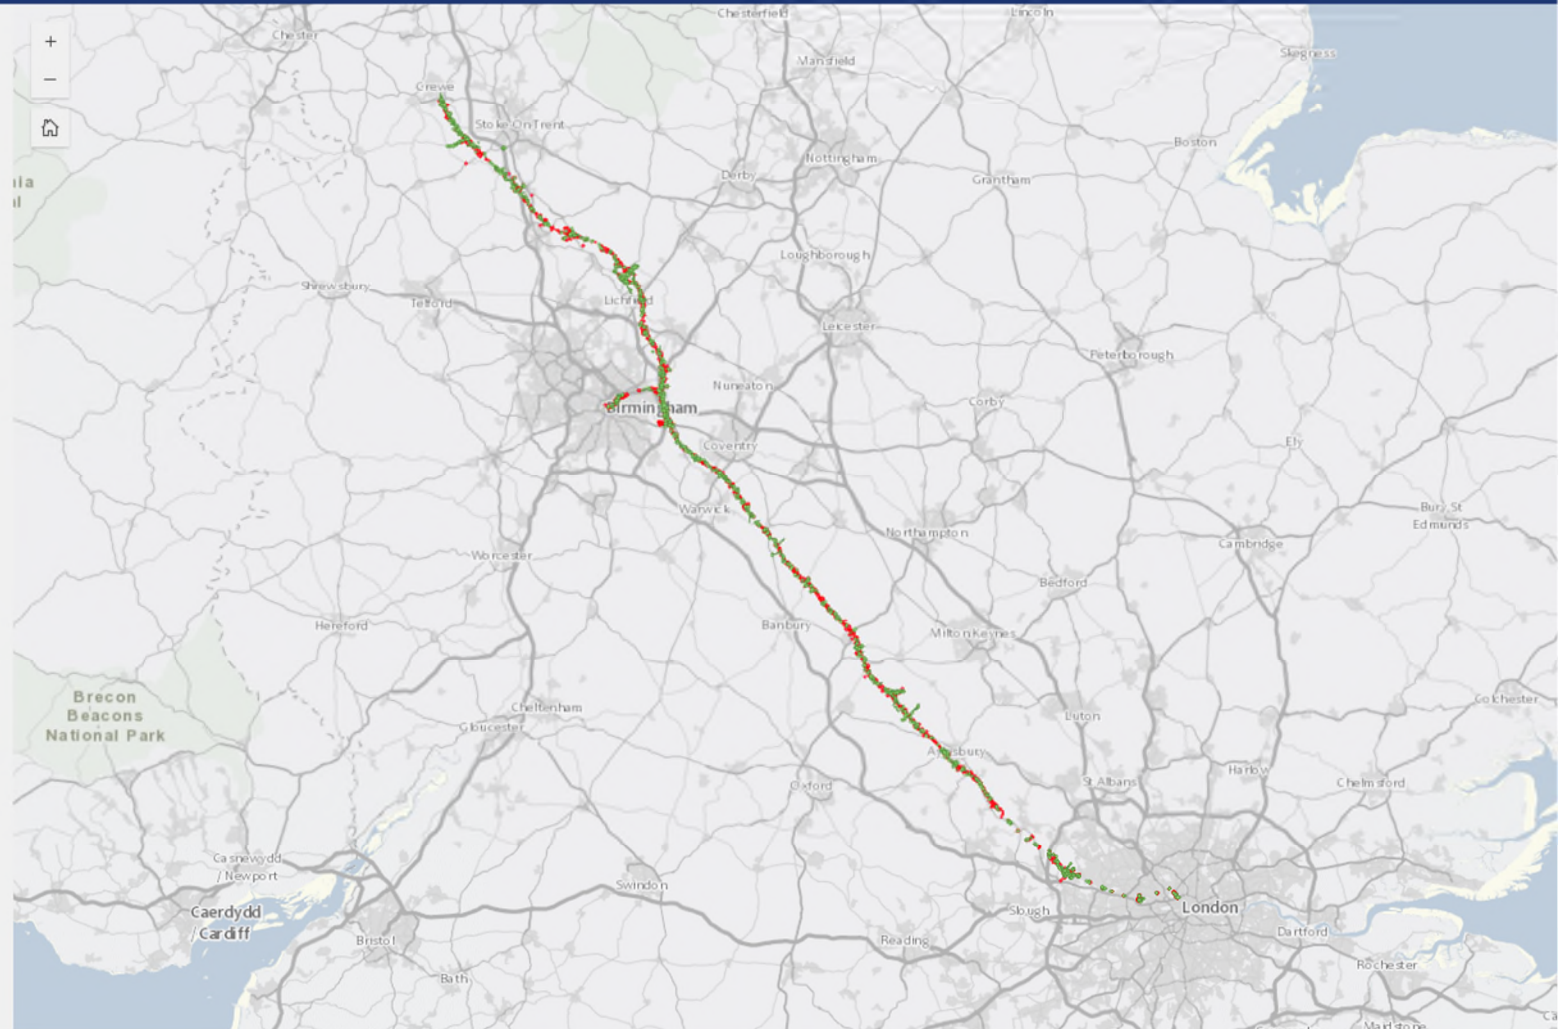 Chesterfield
Lincoln
Chester
Skegness
Mansfield
Crewe
Stoke-On-Trent
Boston
Nottingham
Derby
Grantham
Loughborough
Shrewsbury
Telford
Lichfield
Leicester
Peterborough
Nuneaton
Birmingham
Corby
Coventry
Ely
Warwick
Bury St
Edmunds
Northampton
Cambridge
Worcester
Bedford
Hereford
Banbury
Milton Keynes
Brecon
Beacons
National Park
Cheltenham
Gloucester
Colchester
Luton
Aylesbury
Oxford
St Albans
Harlow
Chelmsford
Casnewydd
/ Newport
Swindon
Caerdydd
/ Cardiff
Slough
London
Bristol
Reading
Dartford
Bath
Rochester
Maidstone